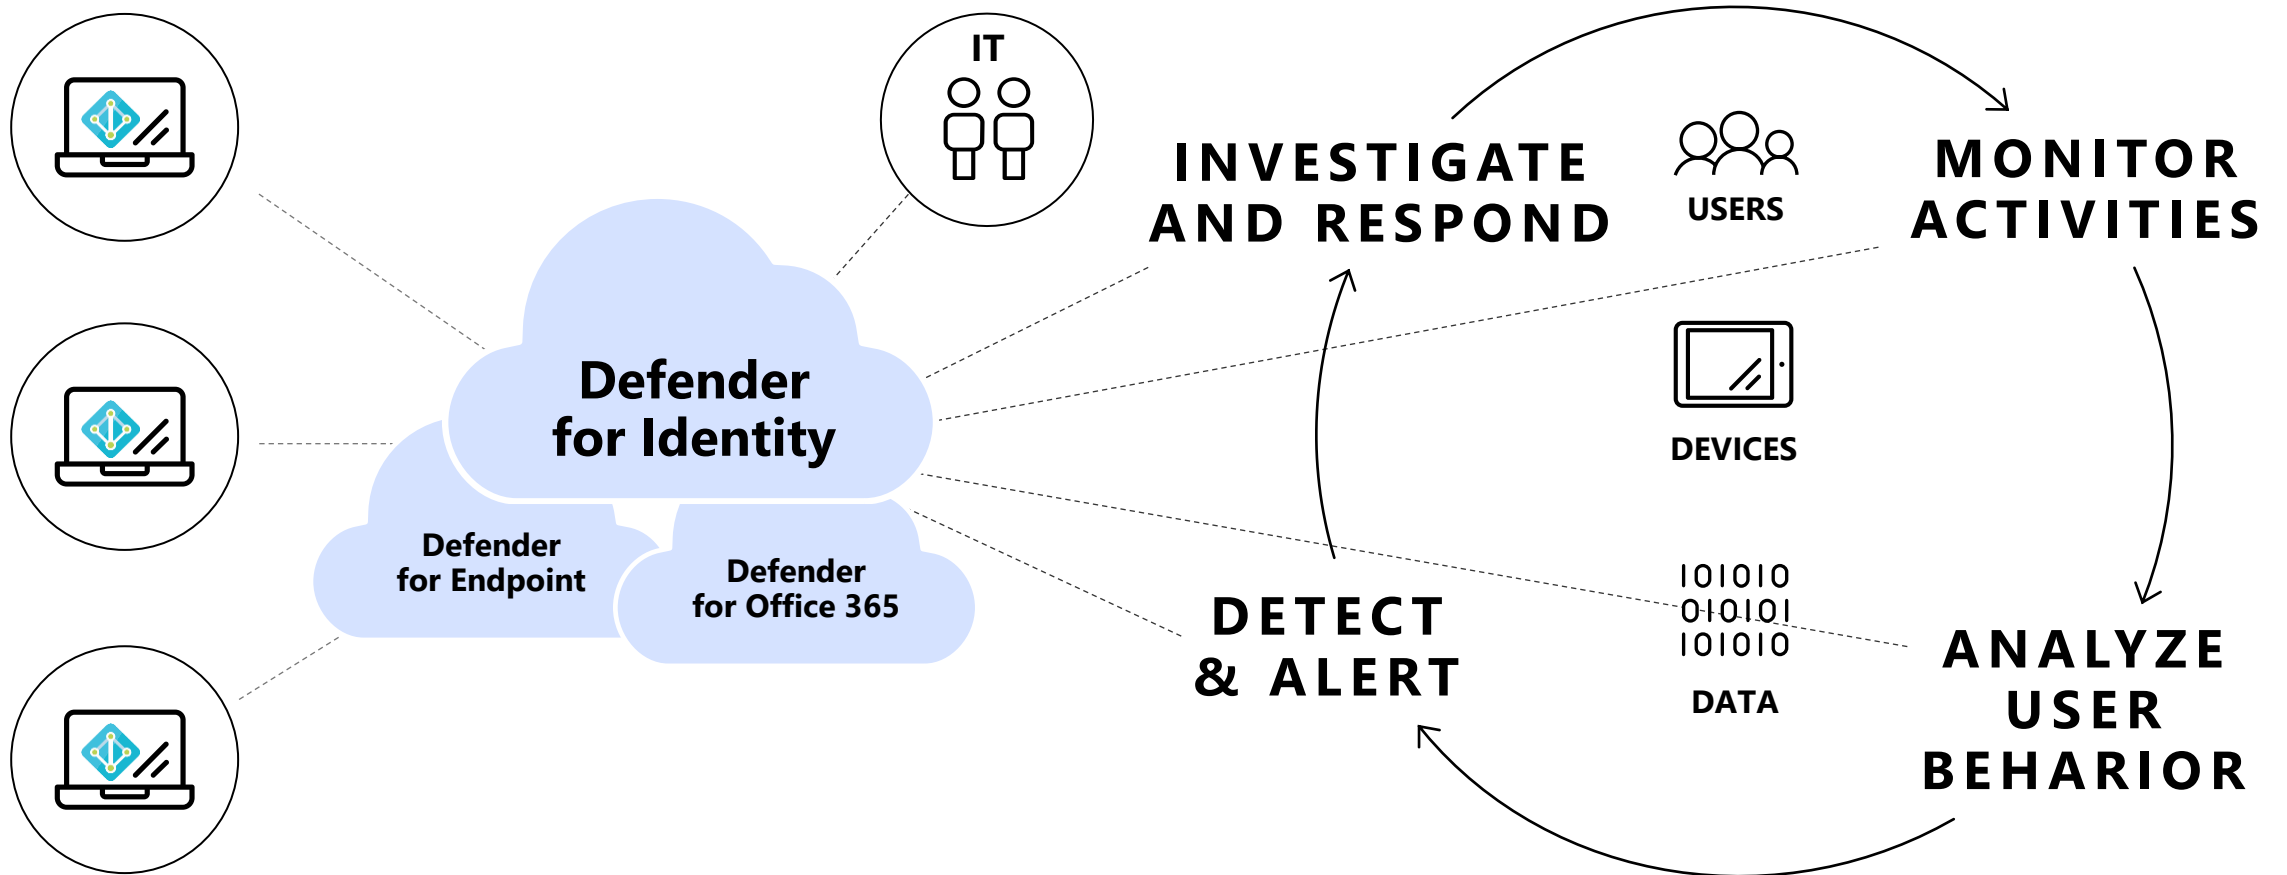 IT
INVESTIGATE
AND RESPOND
USERS
MONITOR
ACTIVITIES
Defender
for Identity
DEVICES
Defender
for Endpoint
Defender
for Office 365
DETECT
& ALERT
101010
010101
101010
DATA
ANALYZE
USER
BEHARIOR